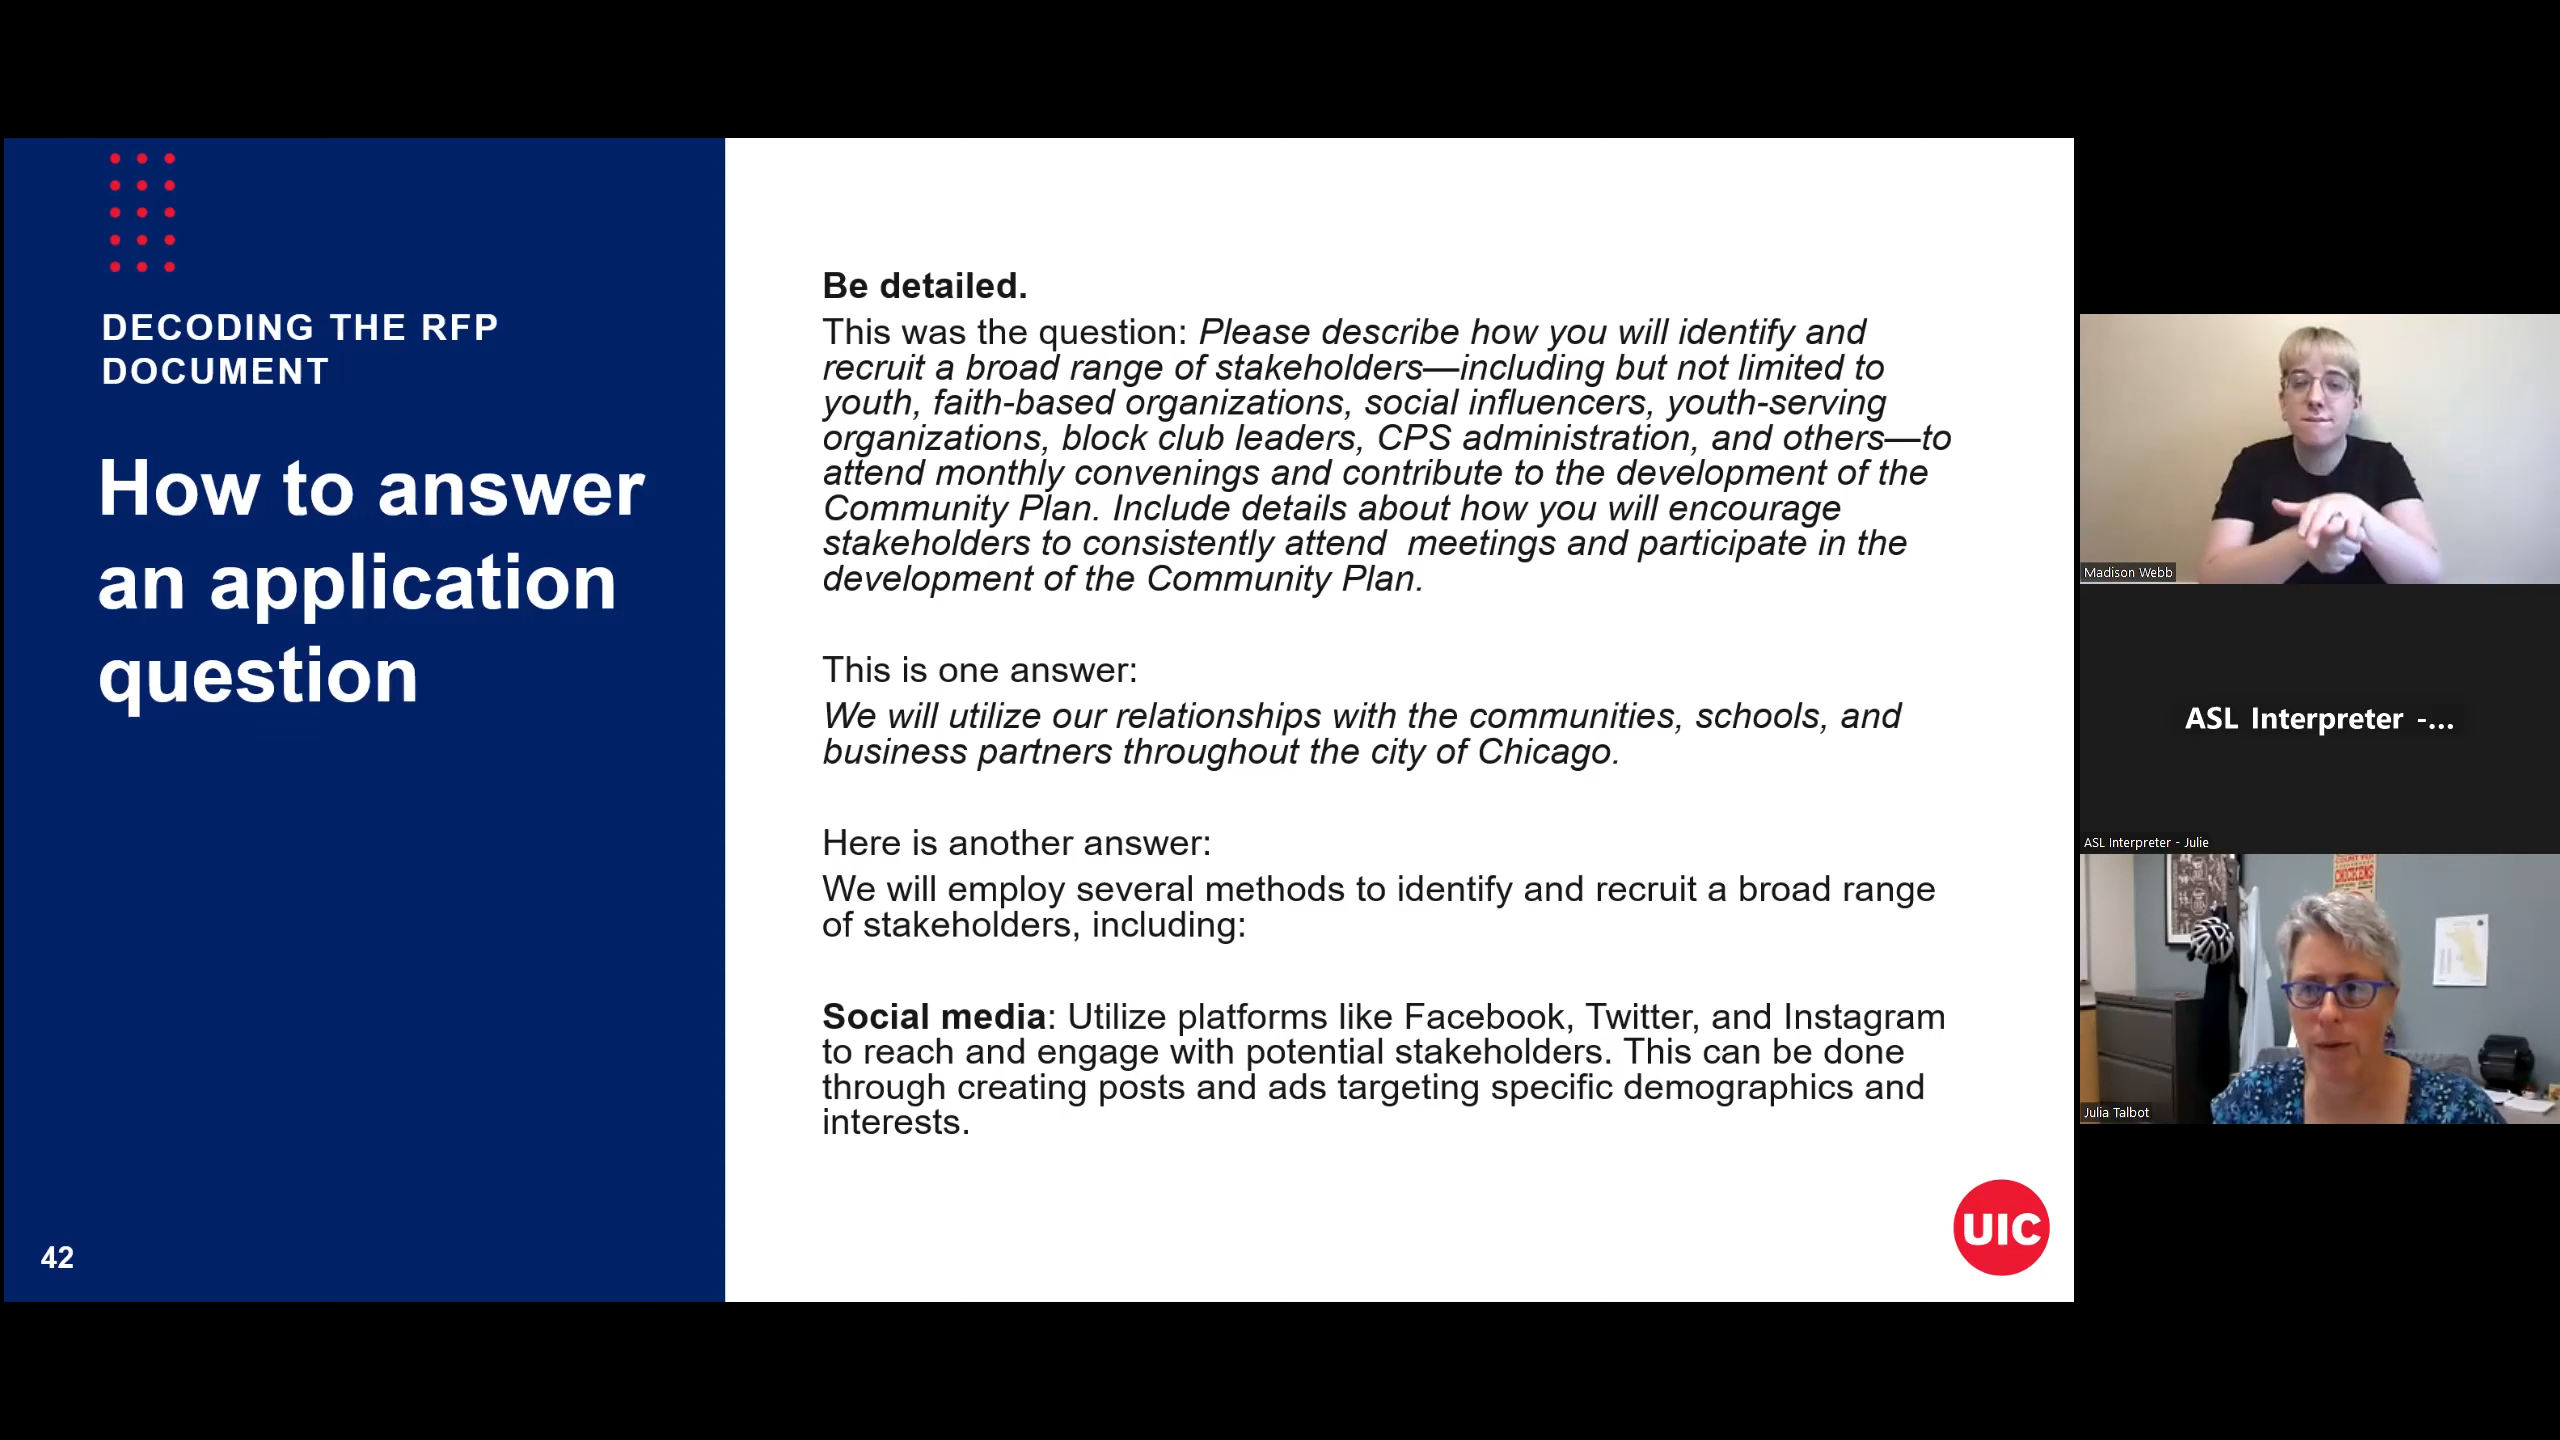 DECODING THE RFP
DOCUMENT
How to answer
an application
question
42
Be detailed.
This was the question: Please describe how you will identify and
recruit a broad range of stakeholders—including but not limited to
youth, faith-based organizations, social influencers, youth-serving
organizations, block club leaders, CPS administration, and others—to
attend monthly convenings and contribute to the development of the
Community Plan. Include details about how you will encourage
stakeholders to consistently attend  meetings and participate in the
development of the Community Plan.
This is one answer:
We will utilize our relationships with the communities, schools, and
business partners throughout the city of Chicago.
Here is another answer:
We will employ several methods to identify and recruit a broad range
of stakeholders, including:
Social media: Utilize platforms like Facebook, Twitter, and Instagram
to reach and engage with potential stakeholders. This can be done
through creating posts and ads targeting specific demographics and
interests.
UIC
Madison Webb
ASL Interpreter -...
ASL Interpreter - Julie
CHICKENS
Julia Talbot